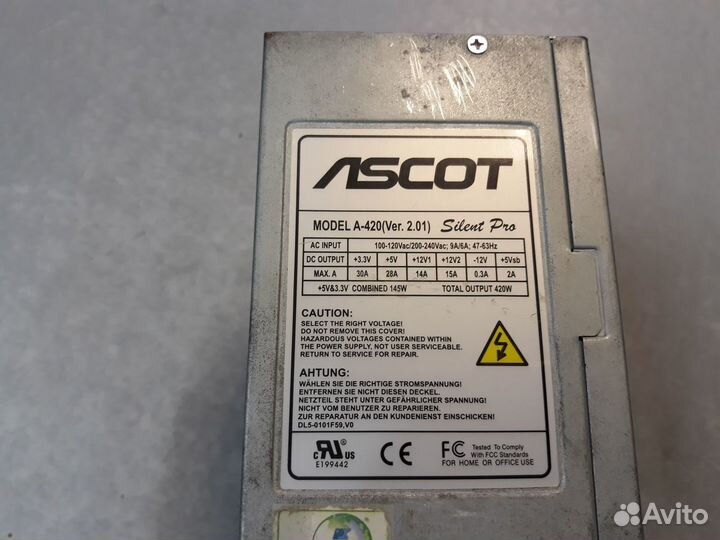 ASCOT
MODEL A-420(Ver. 2.01) Silent Pro
AC INPUT 100-120Vac/200-240Vac; 9A/6A; 47-63Hz
DC OUTPUT +3.3V +5V +12V1 +12V2 -12V +5Vsb
MAX. A 30A 28A 14A 15A 0.3A 2A
+5V&3.3V COMBINED 145W TOTAL OUTPUT 420W
CAUTION:
SELECT THE RIGHT VOLTAGE!
DO NOT REMOVE THIS COVER!
HAZARDOUS VOLTAGES CONTAINED WITHIN
THE POWER SUPPLY, NOT USER SERVICEABLE.
RETURN TO SERVICE FOR REPAIR.
AHTUNG:
WÄHLEN SIE DIE RICHTIGE STROMSPANNUNG!
ENTFERNEN SIE NICHT DIESEN DECKEL.
NETZTEIL STEHT UNTER GEFÄHRLICHER SPANNUNG
NICHT VOM BENUTZER ZU REPARIEREN.
ZUR REPARATUR AN DEN KUNDENDIENST EINSCHICKEN!
DL5-0101F59,V0
c RU US
E199442
CE
FC Tested To Comply
With FCC Standards
FOR HOME OR OFFICE USE
Avito